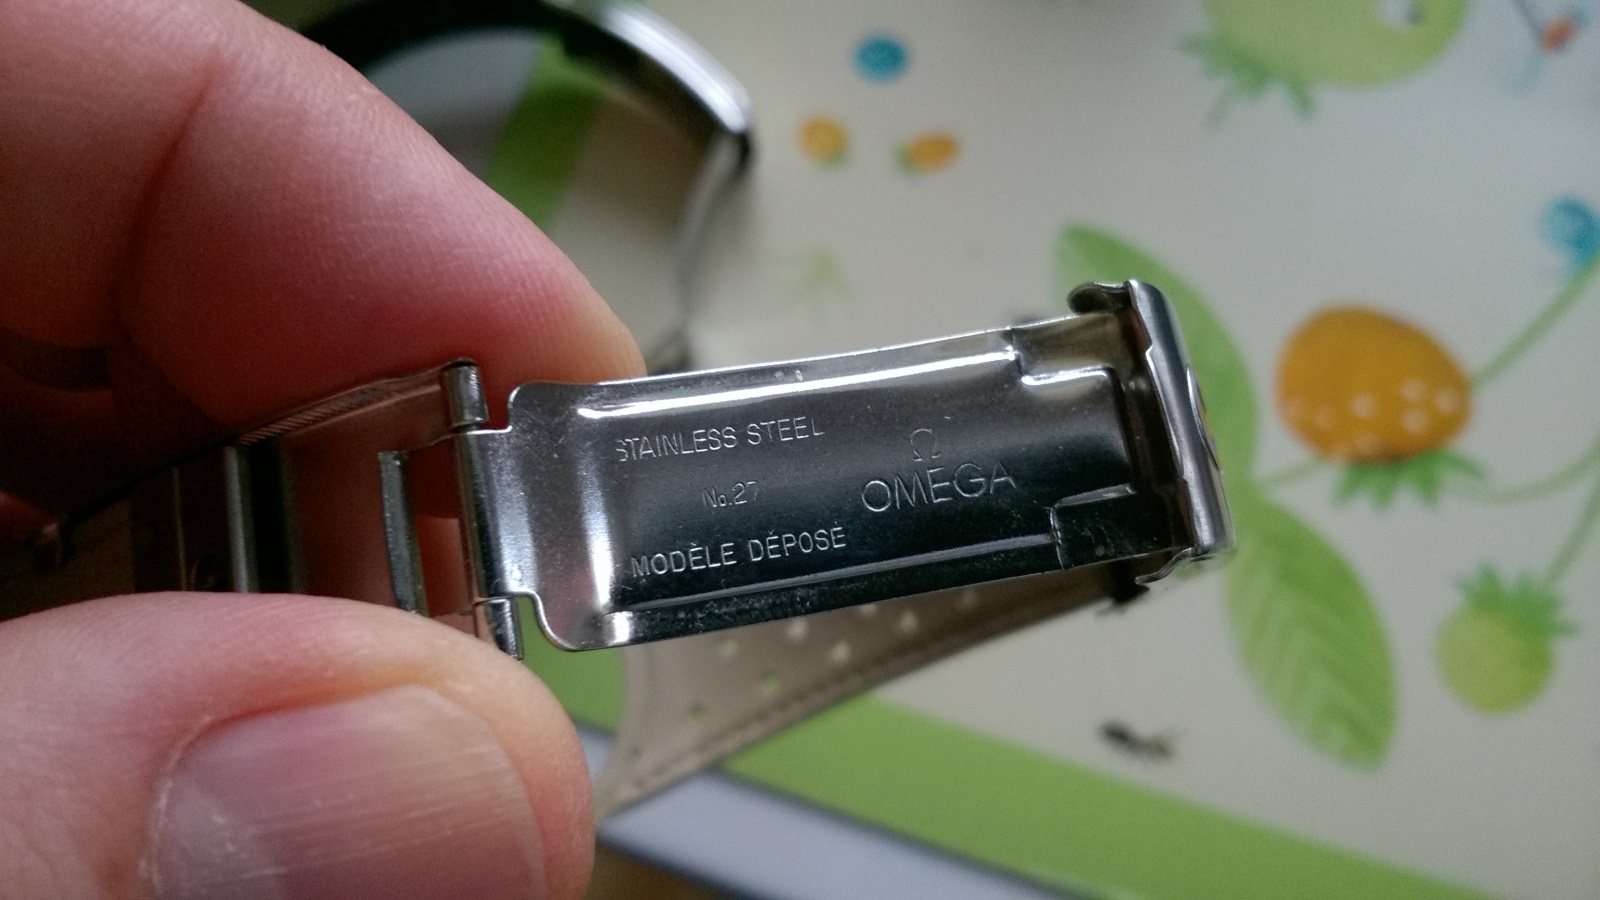 STAINLESS STEEL
No.27
MODÈLE DÉPOSÉ
Ω
OMEGA